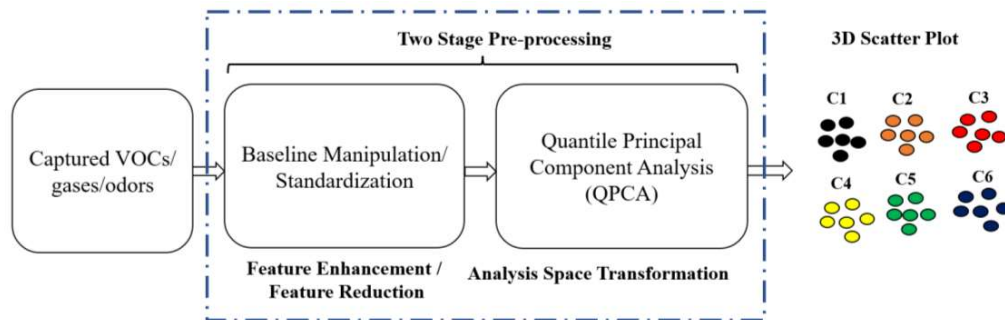 Two Stage Pre-processing
3D Scatter Plot
Captured VOCs/
gases/odors
Baseline Manipulation/
Standardization
Quantile Principal
Component Analysis
(QPCA)
C1 C2 C3
C4 C5 C6
Feature Enhancement /
Feature Reduction
Analysis Space Transformation